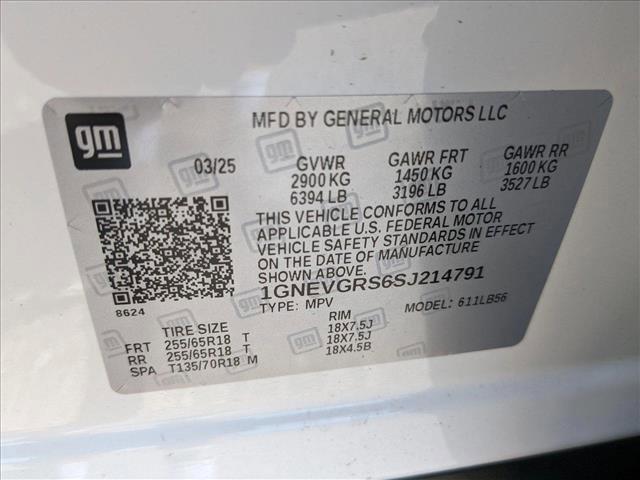 gm
MFD BY GENERAL MOTORS LLC
03/25
GVWR GAWR FRT GAWR RR
2900 KG 1450 KG 1600 KG
6394 LB 3196 LB 3527 LB
THIS VEHICLE CONFORMS TO ALL
APPLICABLE U.S. FEDERAL MOTOR
VEHICLE SAFETY STANDARDS IN EFFECT
ON THE DATE OF MANUFACTURE
SHOWN ABOVE.
1GNEVGRS6SJ214791
8624
TYPE: MPV MODEL: 611LB56
TIRE SIZE RIM
FRT 255/65R18 T 18X7.5J
RR 255/65R18 T 18X7.5J
SPA T135/70R18 M 18X4.5B